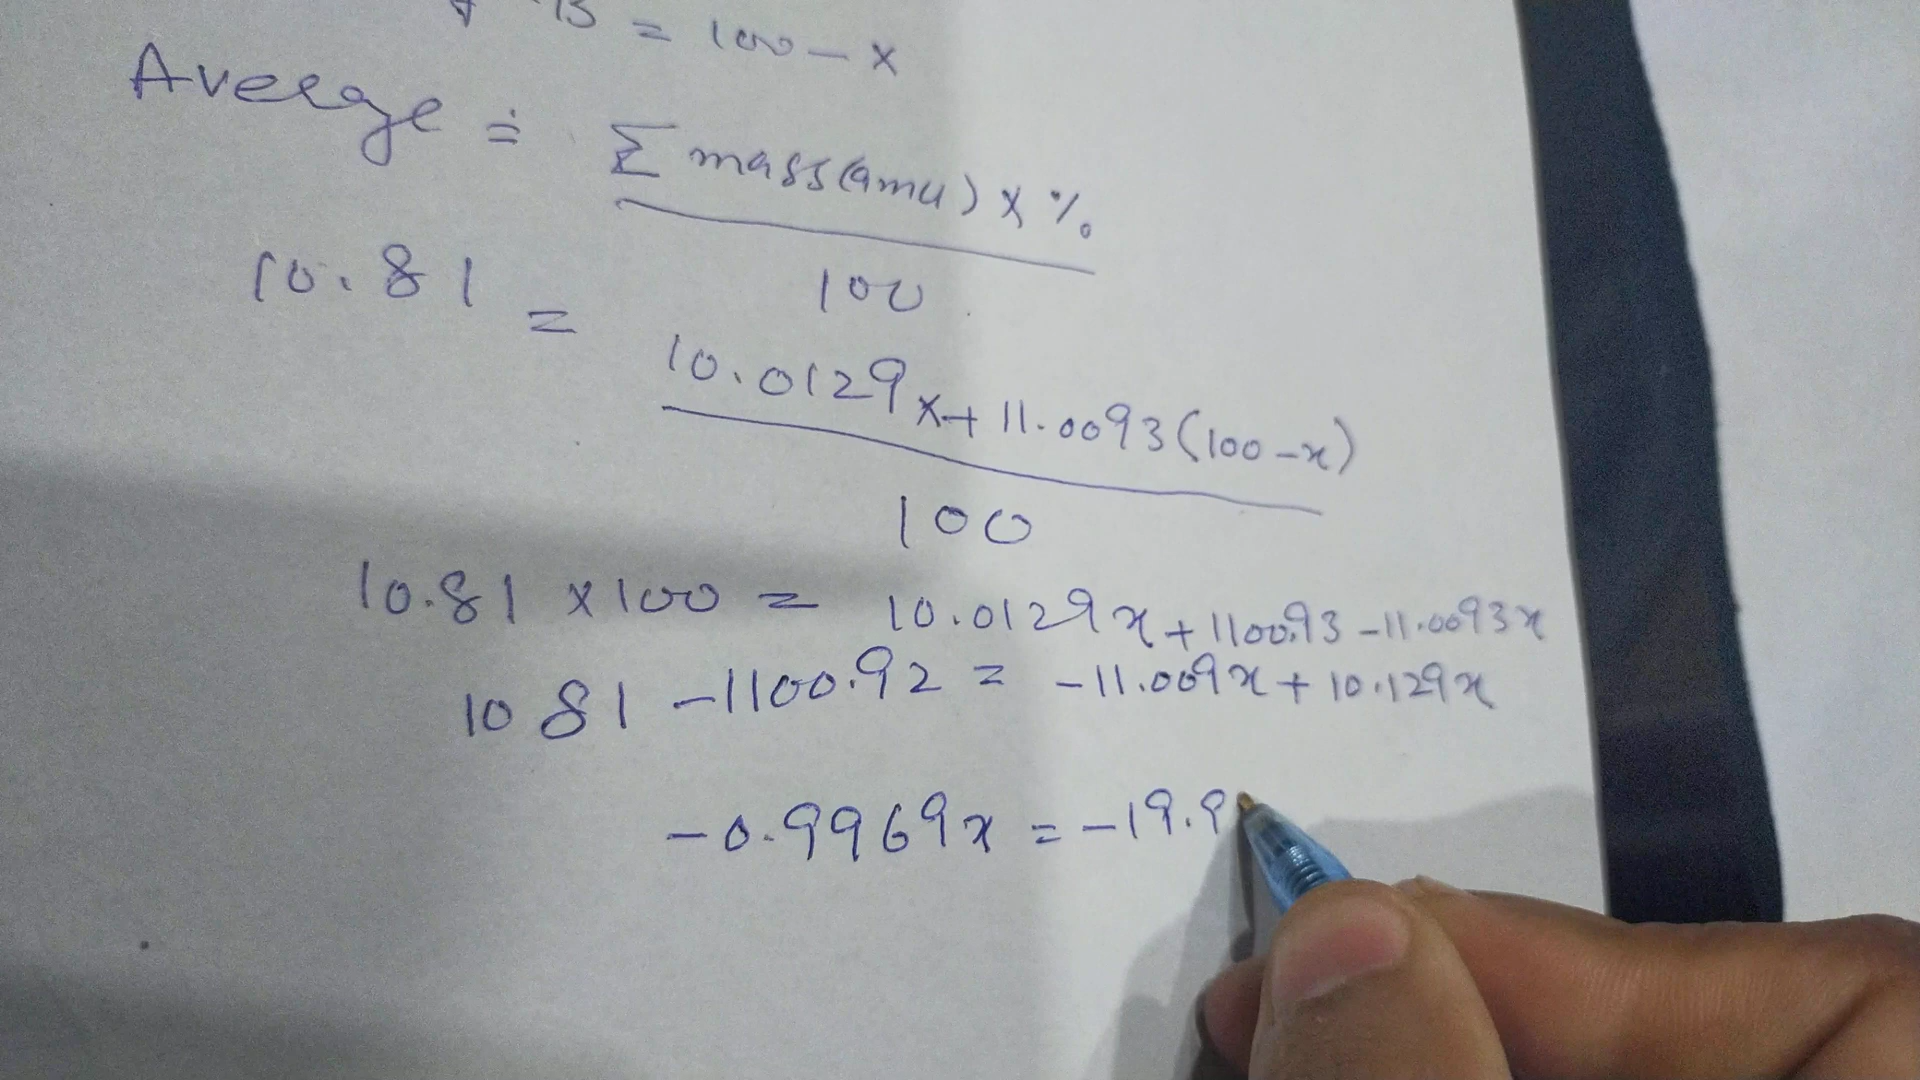 B = 100 - x
Average = Σ mass(amu) x %
100
10.81 = 10.0129x + 11.0093(100-x)
100
10.81 x 100 = 10.0129x + 1100.93 - 11.0093x
1081 - 1100.92 = -11.009x + 10.129x
-0.9969x = -19.9